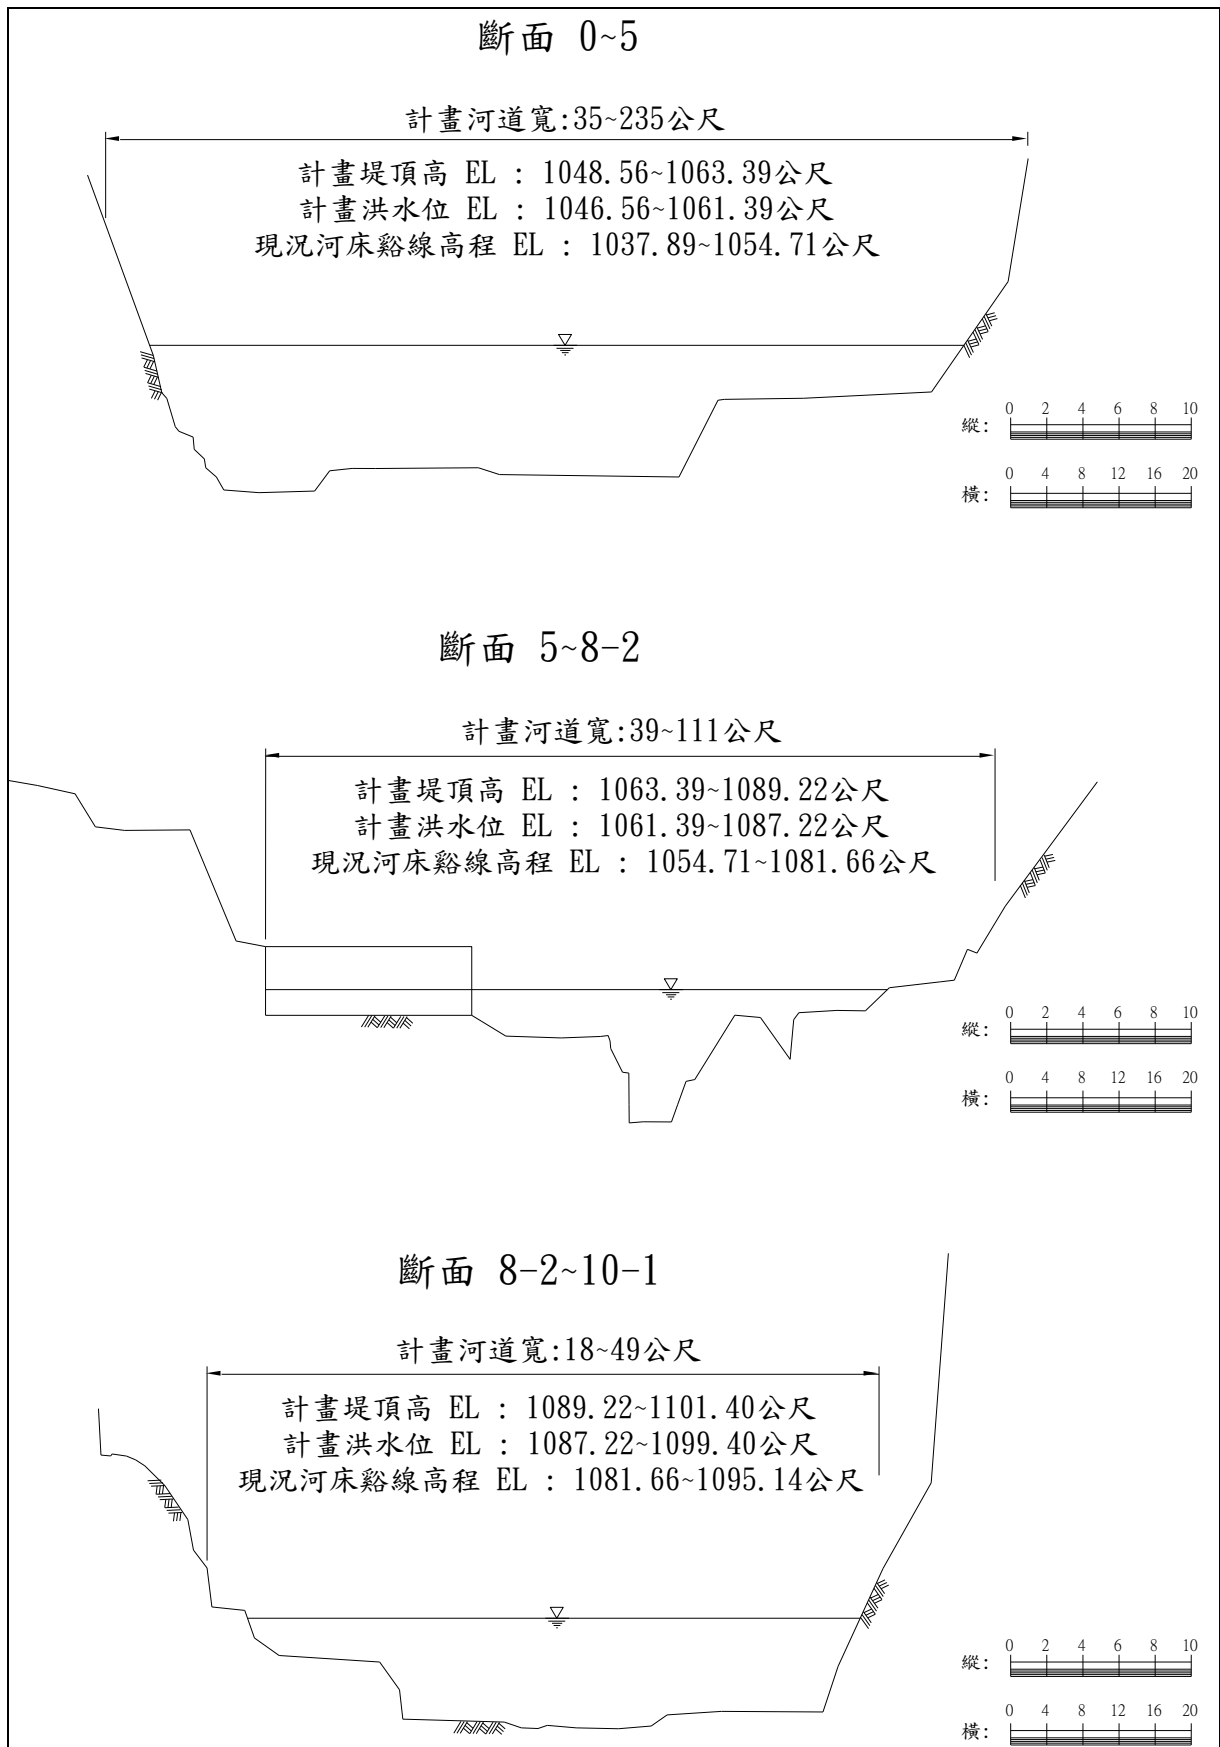 斷面 0~5
計畫河道寬:35~235公尺
計畫堤頂高 EL : 1048.56~1063.39公尺
計畫洪水位 EL : 1046.56~1061.39公尺
現況河床谿線高程 EL : 1037.89~1054.71公尺
0 2 4 6 8 10
縱:
0 4 8 12 16 20
橫:
斷面 5~8-2
計畫河道寬:39~111公尺
計畫堤頂高 EL : 1063.39~1089.22公尺
計畫洪水位 EL : 1061.39~1087.22公尺
現況河床谿線高程 EL : 1054.71~1081.66公尺
0 2 4 6 8 10
縱:
0 4 8 12 16 20
橫:
斷面 8-2~10-1
計畫河道寬:18~49公尺
計畫堤頂高 EL : 1089.22~1101.40公尺
計畫洪水位 EL : 1087.22~1099.40公尺
現況河床谿線高程 EL : 1081.66~1095.14公尺
0 2 4 6 8 10
縱:
0 4 8 12 16 20
橫: